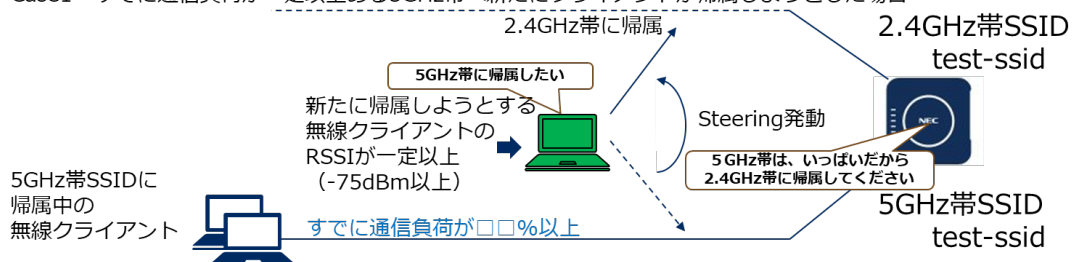 2.4GHz帯に帰属
2.4GHz帯SSID
test-ssid
5GHz帯に帰属したい
新たに帰属しようとする
無線クライアントの
RSSIが一定以上
（-75dBm以上）
Steering発動
NEC
5GHz帯は、いっぱいだから
2.4GHz帯に帰属してください
5GHz帯SSIDに
帰属中の
無線クライアント
すでに通信負荷が□□%以上
5GHz帯SSID
test-ssid